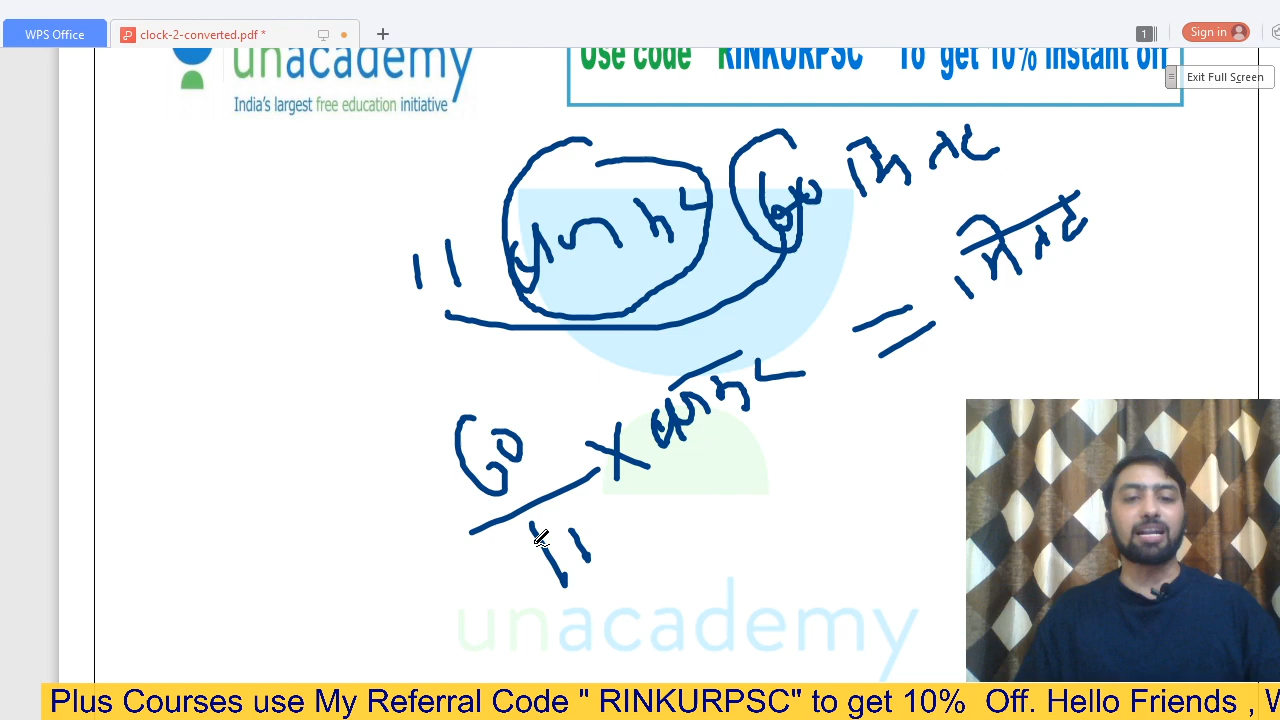 WPS Office clock-2-converted.pdf * + 1 Sign in
unacademy Use code RINKURPSC" To get 10% instant off
Exit Full Screen
India's largest free education initiative
11 60 मिनट
= मिनट
60 X
11
unacademy
Plus Courses use My Referral Code " RINKURPSC" to get 10% Off. Hello Friends , W